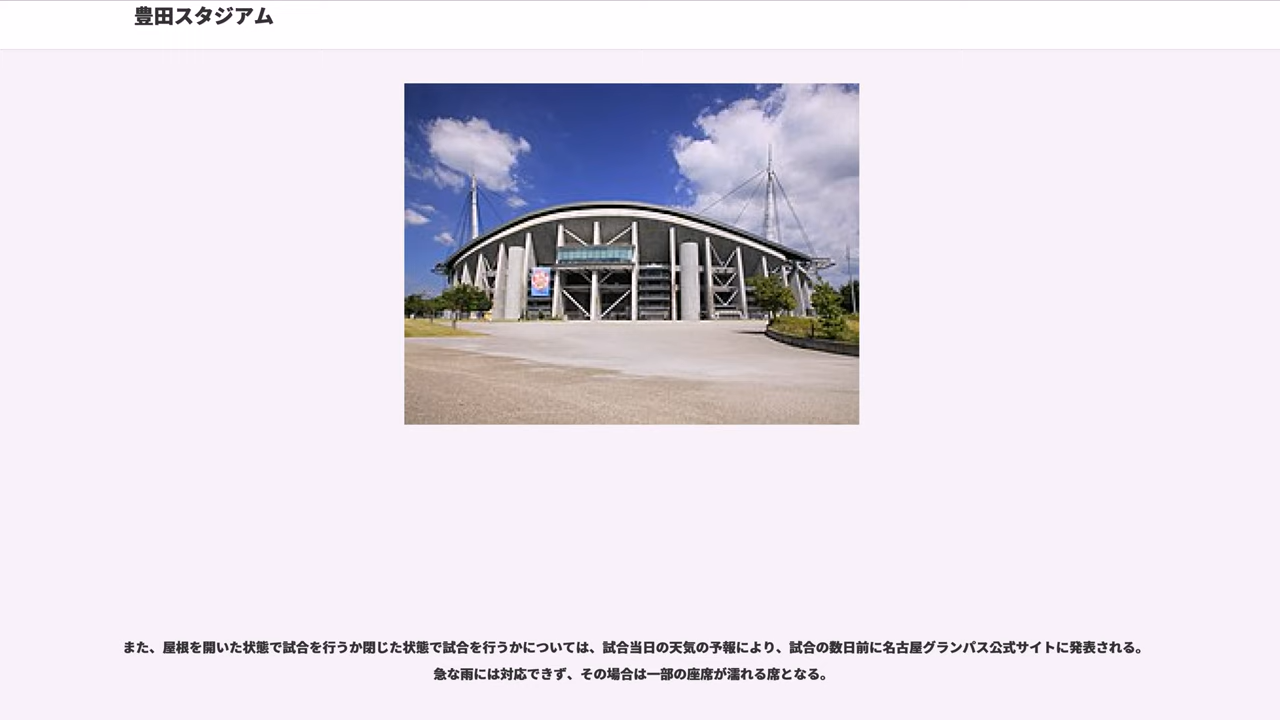 豊田スタジアム
また、屋根を開いた状態で試合を行うか閉じた状態で試合を行うかについては、試合当日の天気の予報により、試合の数日前に名古屋グランパス公式サイトに発表される。
急な雨には対応できず、その場合は一部の座席が濡れる席となる。